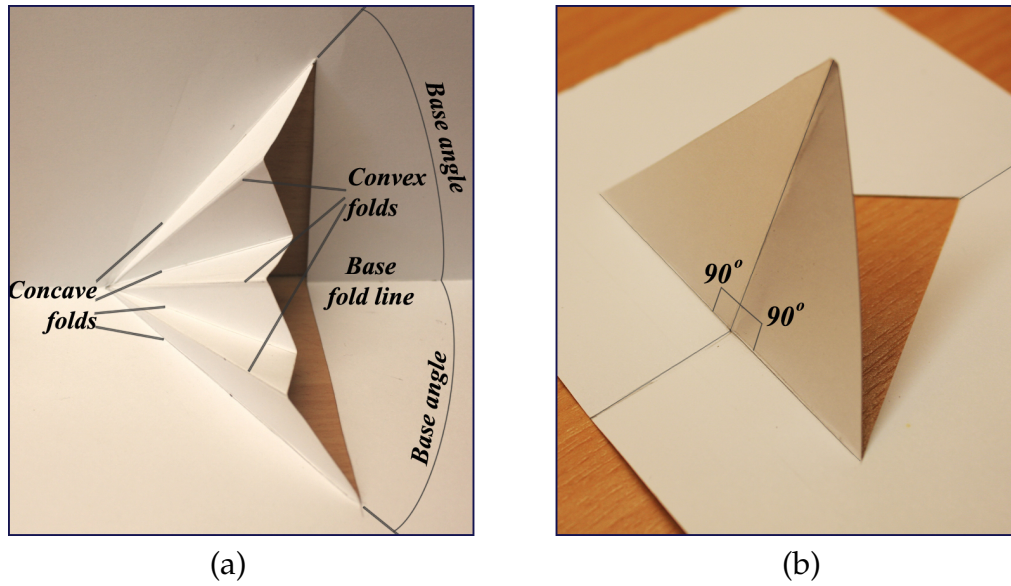 Base angle
Convex
folds
Base
fold line
Concave
folds
Base angle
(a)
90°
90°
(b)